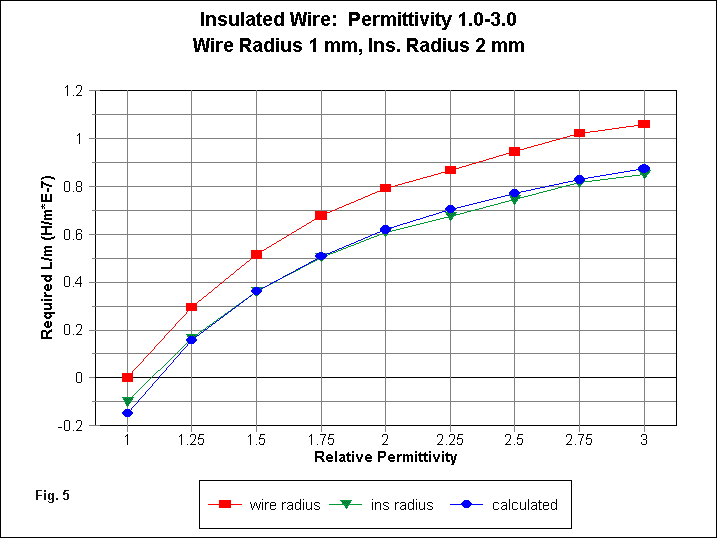 Insulated Wire:  Permittivity 1.0-3.0
Wire Radius 1 mm, Ins. Radius 2 mm
Required L/m (H/m*E-7)
1.2
1
0.8
0.6
0.4
0.2
0
-0.2
1 1.25 1.5 1.75 2 2.25 2.5 2.75 3
Relative Permittivity
Fig. 5
wire radius ins radius calculated